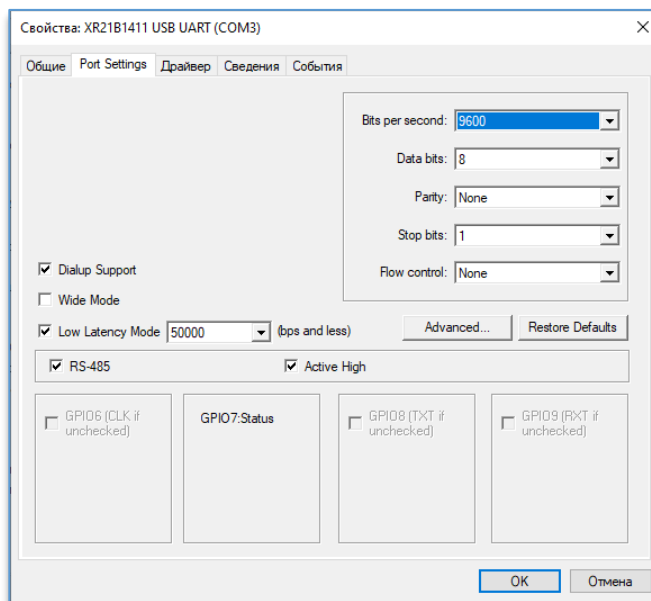 Свойства: XR21B1411 USB UART (COM3)
Общие Port Settings Драйвер Сведения События
Bits per second: 9600
Data bits: 8
Parity: None
Stop bits: 1
Flow control: None
Dialup Support
Wide Mode
Low Latency Mode 50000 (bps and less) Advanced... Restore Defaults
RS-485 Active High
GPIO6 (CLK if
unchecked)
GPIO7:Status
GPIO8 (TXT if
unchecked)
GPIO9 (RXT if
unchecked)
OK Отмена